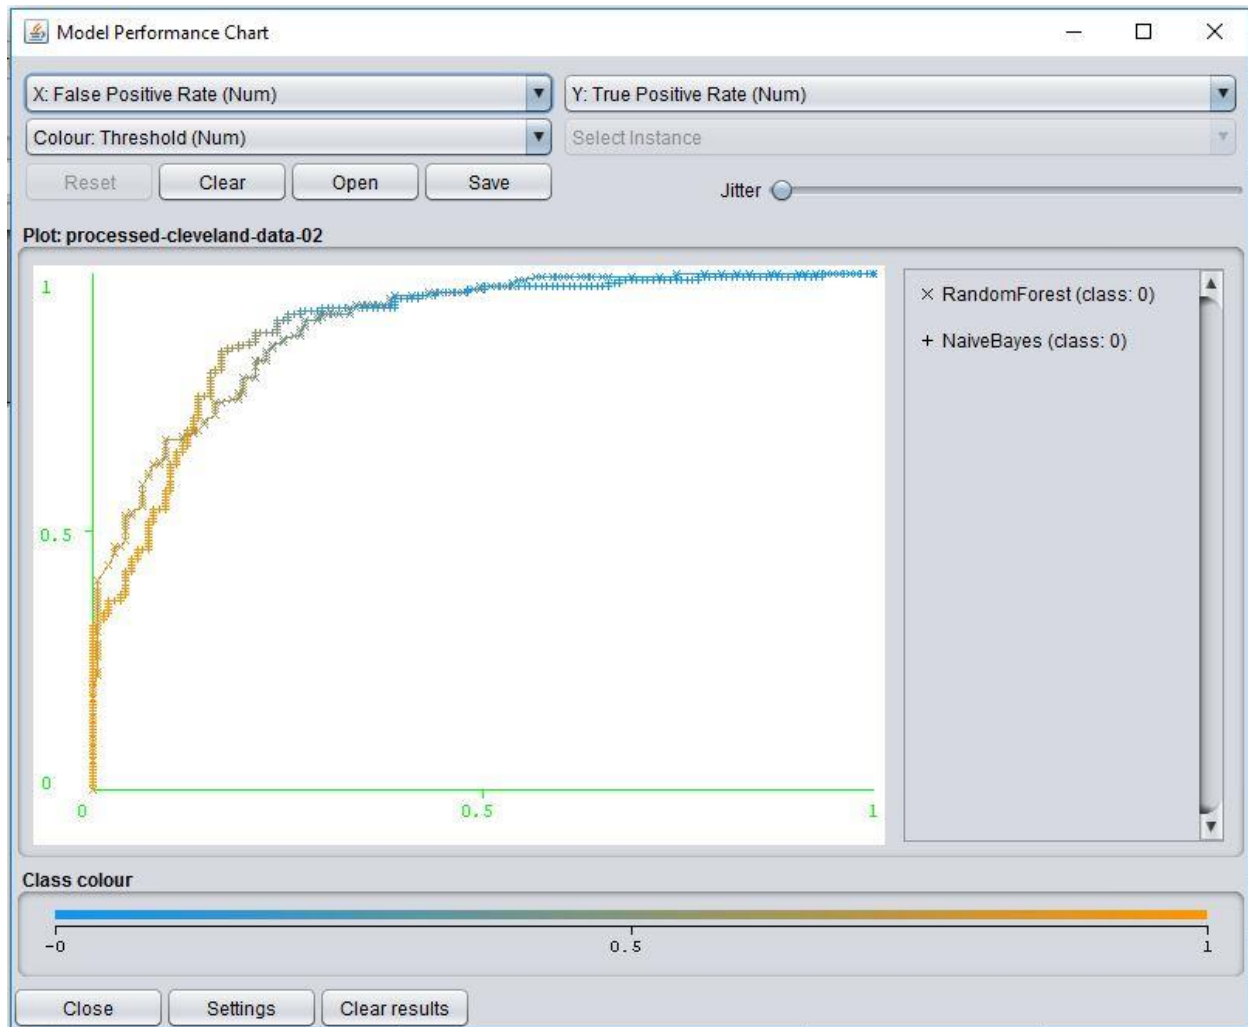 Model Performance Chart
X: False Positive Rate (Num)
Y: True Positive Rate (Num)
Colour: Threshold (Num)
Select Instance
Reset
Clear
Open
Save
Jitter
Plot: processed-cleveland-data-02
1
0.5
0
0
0.5
1
× RandomForest (class: 0)
+ NaiveBayes (class: 0)
Class colour
-0
0.5
1
Close
Settings
Clear results